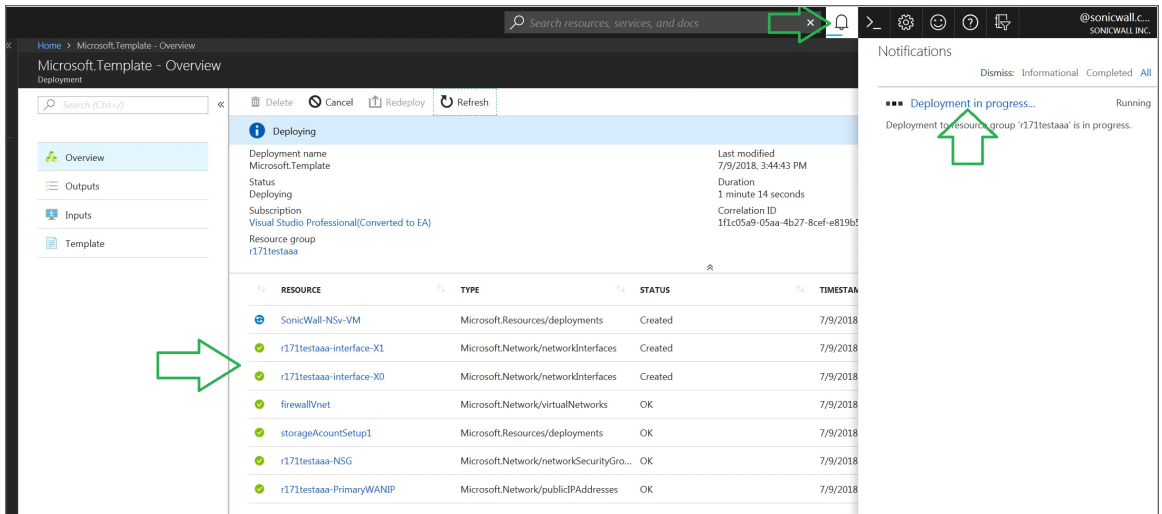 Search resources, services, and docs
@sonicwall.c...
SONICWALL INC.
Home > Microsoft.Template - Overview
Microsoft.Template - Overview
Deployment
Search (Ctrl+/)
Overview
Outputs
Inputs
Template
Delete Cancel Redeploy Refresh
Deploying
Deployment name
Microsoft.Template
Status
Deploying
Subscription
Visual Studio Professional(Converted to EA)
Resource group
r171testaaa
Last modified
7/9/2018, 3:44:43 PM
Duration
1 minute 14 seconds
Correlation ID
1f1c05a9-05aa-4b27-8cef-e819b5
RESOURCE TYPE STATUS TIMESTAM
SonicWall-NSv-VM Microsoft.Resources/deployments Created 7/9/2018
r171testaaa-interface-X1 Microsoft.Network/networkInterfaces Created 7/9/2018
r171testaaa-interface-X0 Microsoft.Network/networkInterfaces Created 7/9/2018
firewallVnet Microsoft.Network/virtualNetworks OK 7/9/2018
storageAcountSetup1 Microsoft.Resources/deployments OK 7/9/2018
r171testaaa-NSG Microsoft.Network/networkSecurityGro... OK 7/9/2018
r171testaaa-PrimaryWANIP Microsoft.Network/publicIPAddresses OK 7/9/2018
Notifications
Dismiss: Informational Completed All
Deployment in progress... Running
Deployment to resource group 'r171testaaa' is in progress.